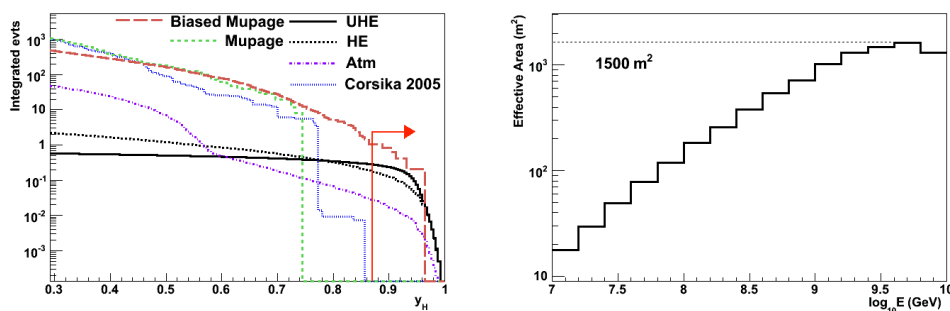 Integrated evts
10³
10²
10
1
10⁻¹
10⁻²
10⁻³
Biased Mupage
Mupage
UHE
HE
Atm
Corsika 2005
0.3 0.4 0.5 0.6 0.7 0.8 0.9 1
y_H
Effective Area (m²)
10³
10²
10
1500 m²
7 7.5 8 8.5 9 9.5 10
log₁₀E (GeV)